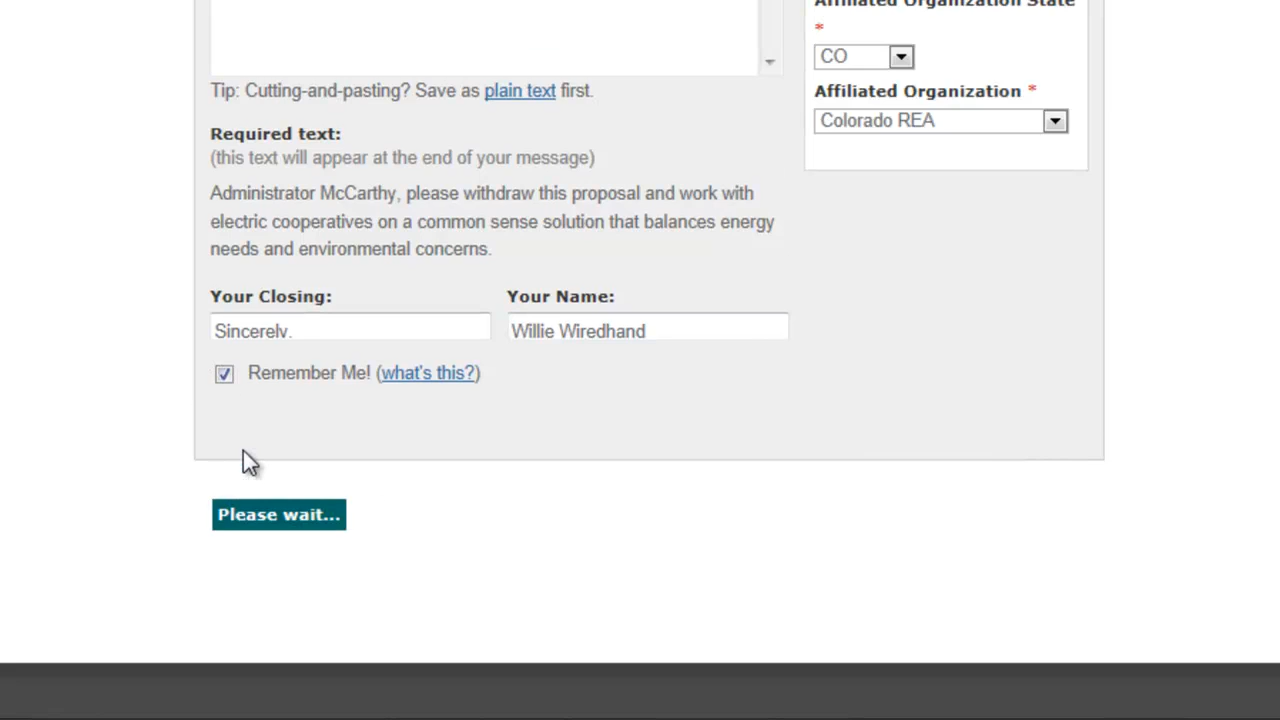 Affiliated Organization State
*
CO
Tip: Cutting-and-pasting? Save as plain text first.
Affiliated Organization *
Colorado REA
Required text:
(this text will appear at the end of your message)
Administrator McCarthy, please withdraw this proposal and work with
electric cooperatives on a common sense solution that balances energy
needs and environmental concerns.
Your Closing:
Your Name:
Sincerely,
Willie Wiredhand
Remember Me! (what's this?)
Please wait...